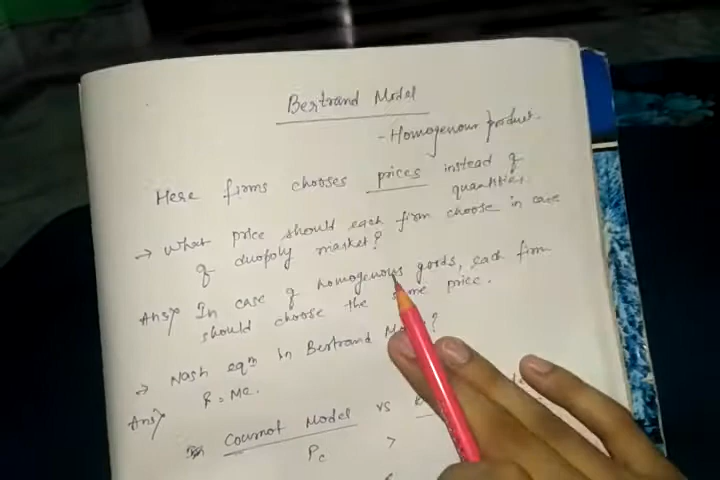 Bertrand Model
- Homogenous product.
Here firms chooses prices instead of
quantities.
→ What price should each firm choose in case
of duopoly market?
Ans> In case of homogenous goods, each firm
should choose the same price.
→ Nash eqm in Bertrand
Ans> P = MC.
Cournot Model vs
Pc >